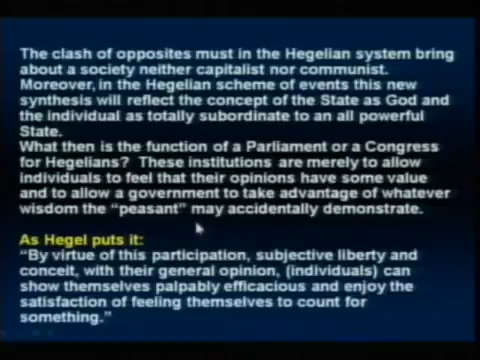 The clash of opposites must in the Hegelian system bring
about a society neither capitalist nor communist.
Moreover, in the Hegelian scheme of events this new
synthesis will reflect the concept of the State as God and
the individual as totally subordinate to an all powerful
State.
What then is the function of a Parliament or a Congress
for Hegelians? These institutions are merely to allow
individuals to feel that their opinions have some value
and to allow a government to take advantage of whatever
wisdom the “peasant” may accidentally demonstrate.
As Hegel puts it:
“By virtue of this participation, subjective liberty and
conceit, with their general opinion, (individuals) can
show themselves palpably efficacious and enjoy the
satisfaction of feeling themselves to count for
something.”